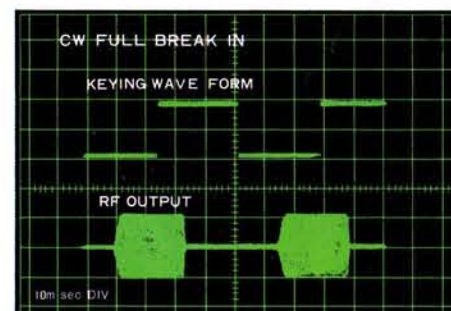 CW FULL BREAK IN
KEYING WAVE FORM
RF OUTPUT
10m sec DIV